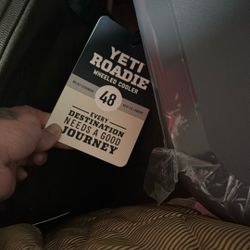 YETI
ROADIE
WHEELED COOLER
48
EVERY
DESTINATION
NEEDS A GOOD
JOURNEY